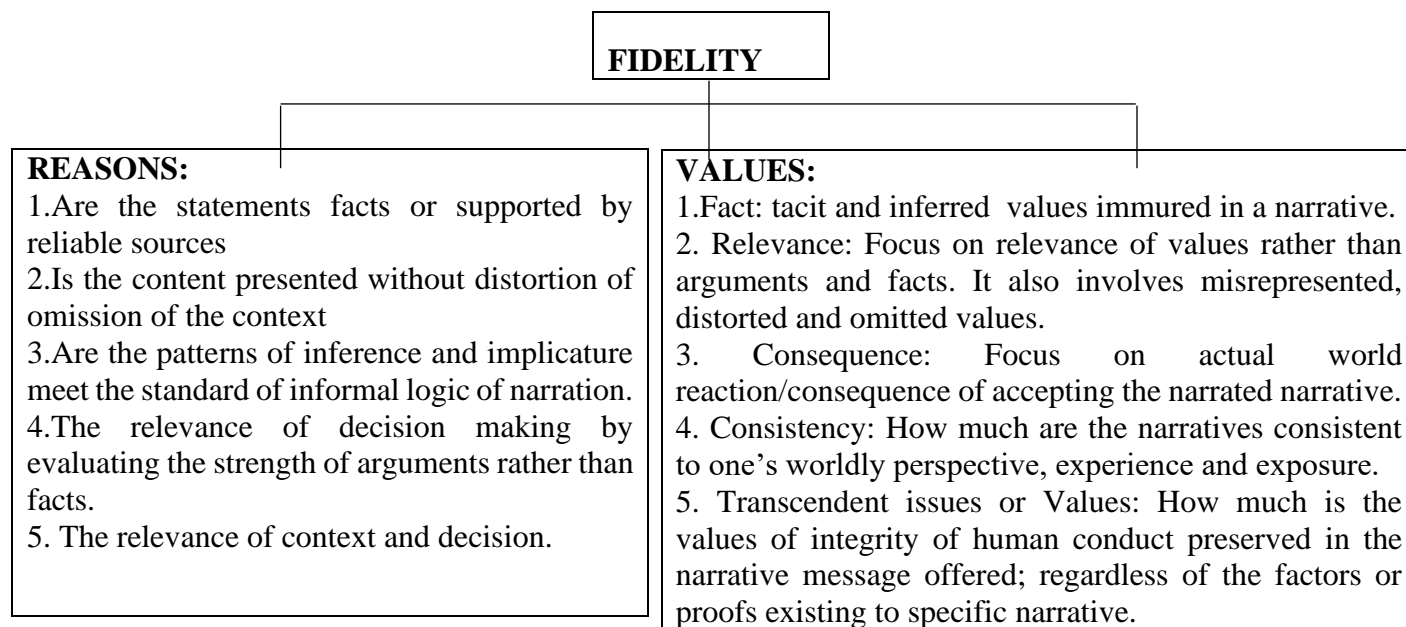 FIDELITY
REASONS:
1.Are the statements facts or supported by
reliable sources
2.Is the content presented without distortion of
omission of the context
3.Are the patterns of inference and implicature
meet the standard of informal logic of narration.
4.The relevance of decision making by
evaluating the strength of arguments rather than
facts.
5. The relevance of context and decision.
VALUES:
1.Fact: tacit and inferred values immured in a narrative.
2. Relevance: Focus on relevance of values rather than
arguments and facts. It also involves misrepresented,
distorted and omitted values.
3. Consequence: Focus on actual world
reaction/consequence of accepting the narrated narrative.
4. Consistency: How much are the narratives consistent
to one’s worldly perspective, experience and exposure.
5. Transcendent issues or Values: How much is the
values of integrity of human conduct preserved in the
narrative message offered; regardless of the factors or
proofs existing to specific narrative.